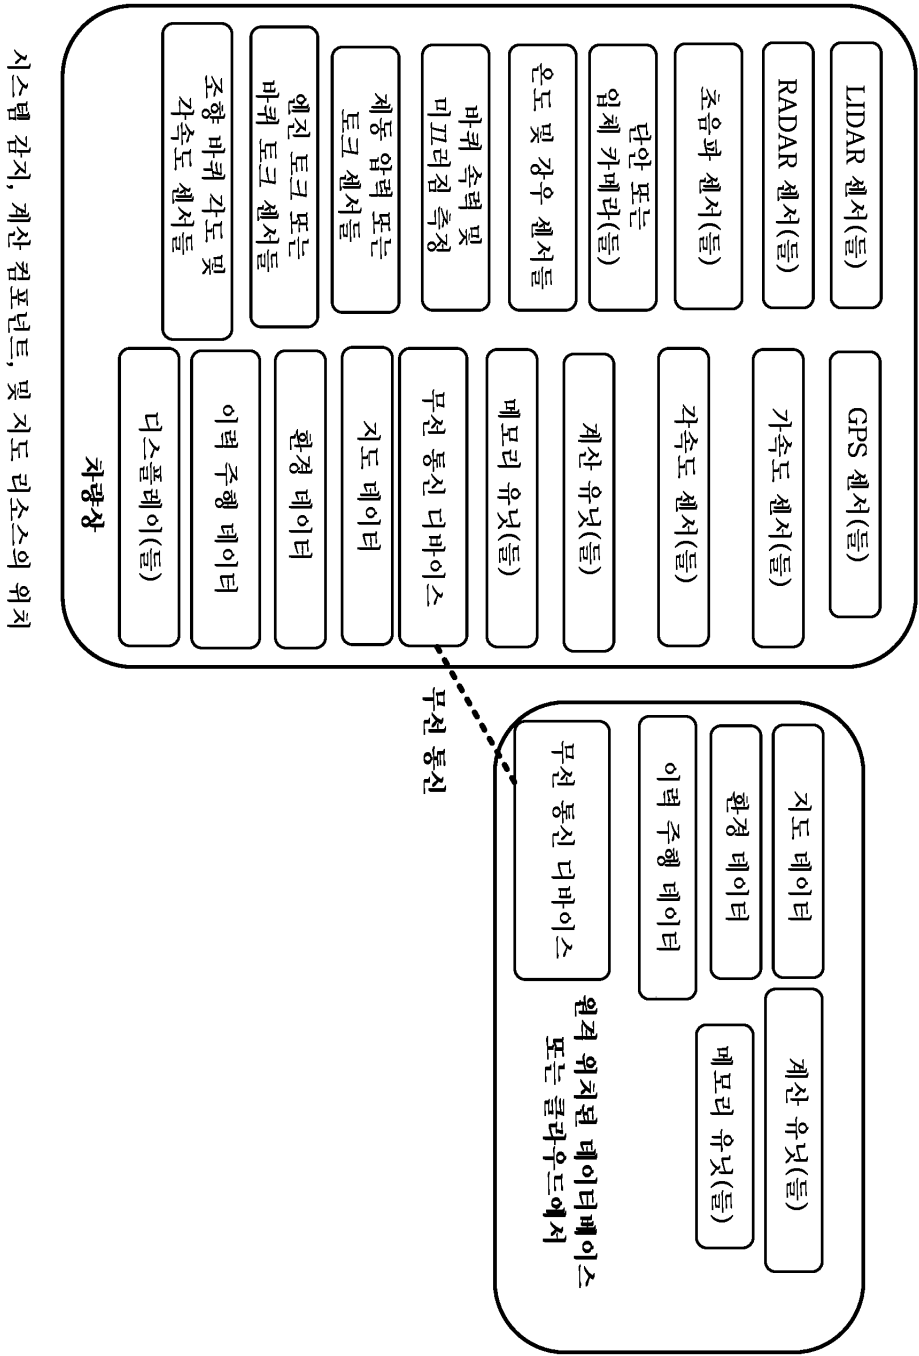 LIDAR 센서(들)
RADAR 센서(들)
초음파 센서(들)
단안 또는
입체 카메라(들)
온도 및 강우 센서들
바퀴 속력 및
미끄러짐 측정
제동 압력 또는
토크 센서들
엔진 토크 또는
바퀴 토크 센서들
조향 바퀴 각도 및
각속도 센서들
GPS 센서(들)
가속도 센서(들)
각속도 센서(들)
계산 유닛(들)
메모리 유닛(들)
무선 통신 디바이스
지도 데이터
환경 데이터
이력 주행 데이터
디스플레이(들)
차량상
무선 통신
지도 데이터
환경 데이터
이력 주행 데이터
무선 통신 디바이스
계산 유닛(들)
메모리 유닛(들)
원격 위치된 데이터베이스
또는 클라우드에서
시스템 감지, 계산 컴포넌트, 및 지도 리소스의 위치